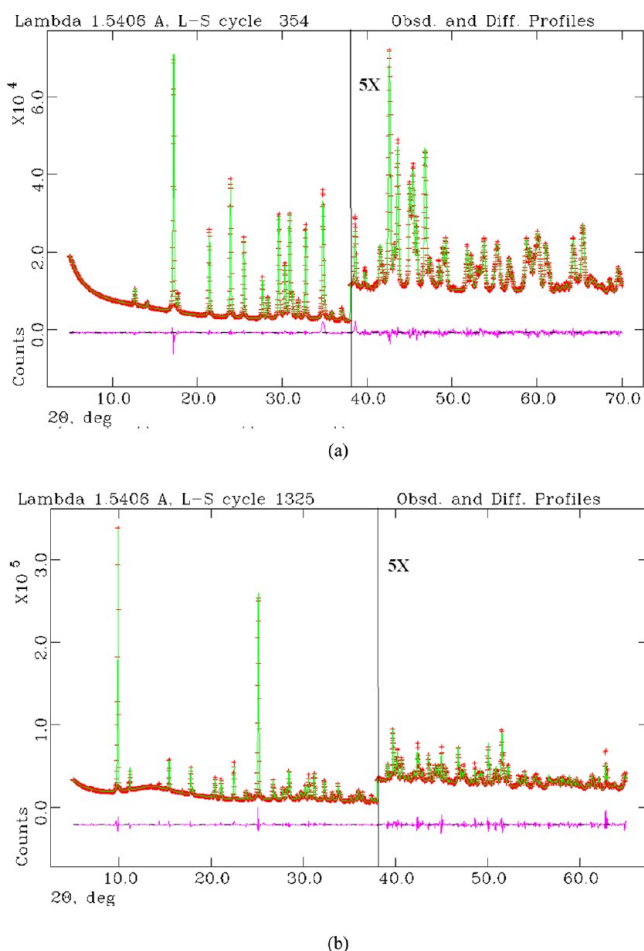 Lambda 1.5406 A, L-S cycle 354 Obsd. and Diff. Profiles
5X
X10 4
6.0
4.0
2.0
0.0
Counts
10.0 20.0 30.0 40.0 50.0 60.0 70.0
2Θ, deg
(a)
Lambda 1.5406 A, L-S cycle 1325 Obsd. and Diff. Profiles
5X
X10 5
3.0
2.0
1.0
0.0
Counts
10.0 20.0 30.0 40.0 50.0 60.0
2Θ, deg
(b)